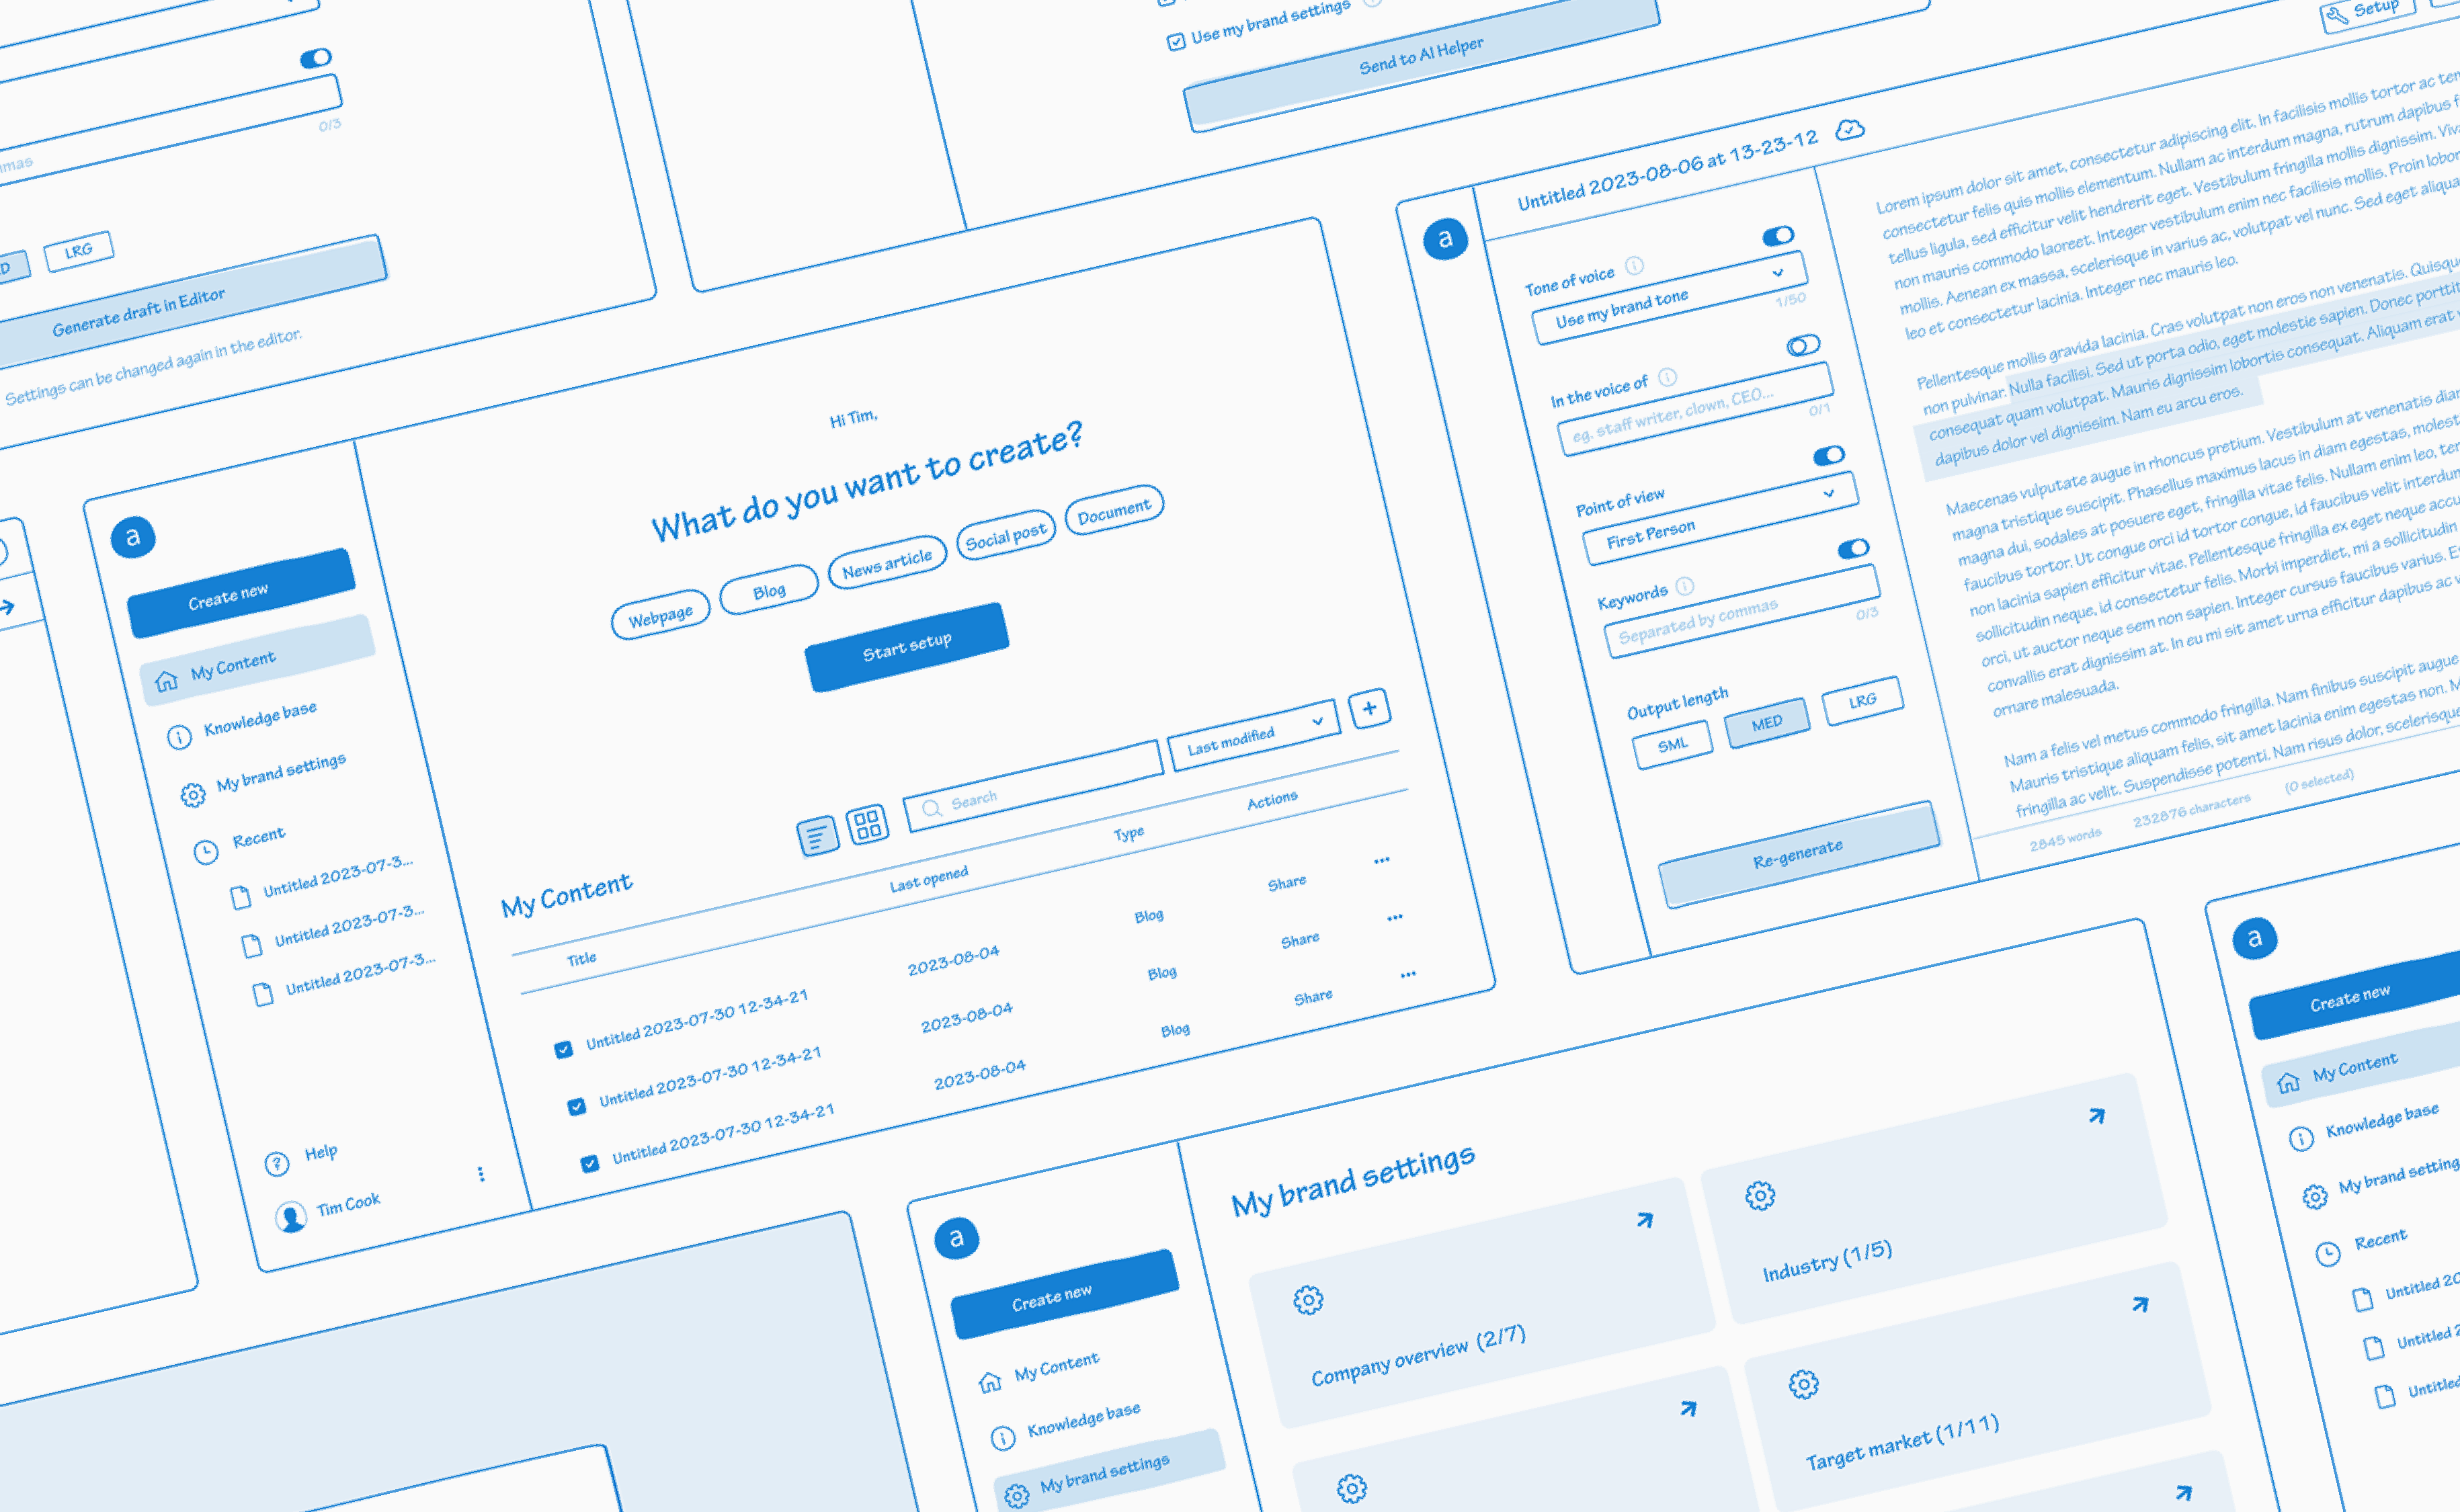 0/3
LRG
Generate draft in Editor
Settings can be changed again in the editor.
Use my brand settings
Send to AI Helper
a
Create new
My Content
Knowledge base
My brand settings
Recent
Untitled 2023-07-3...
Untitled 2023-07-3...
Untitled 2023-07-3...
Help
Tim Cook
Hi Tim,
What do you want to create?
Webpage
Blog
News article
Social post
Document
Start setup
My Content
Search
Last modified
Title
Last opened
Type
Actions
Untitled 2023-07-30 12-34-21
2023-08-04
Blog
Share
...
Untitled 2023-07-30 12-34-21
2023-08-04
Blog
Share
...
Untitled 2023-07-30 12-34-21
2023-08-04
Blog
Share
...
Setup
a
Untitled 2023-08-06 at 13-23-12
Tone of voice
Use my brand tone
1/50
In the voice of
eg. staff writer, clown, CEO...
0/1
Point of view
First Person
Keywords
Separated by commas
0/3
Output length
SML
MED
LRG
Re-generate
Lorem ipsum dolor sit amet, consectetur adipiscing elit. In facilisis mollis tortor ac
consectetur felis quis mollis elementum. Nullam ac interdum magna, rutrum dapibus
tellus ligula, sed efficitur velit hendrerit eget. Vestibulum fringilla mollis dignissim.
non mauris commodo laoreet. Integer vestibulum enim nec facilisis mollis. Proin
mollis. Aenean ex massa, scelerisque in varius ac, volutpat vel nunc. Sed eget
leo et consectetur lacinia. Integer nec mauris leo.
Pellentesque mollis gravida lacinia. Cras volutpat non eros non venenatis.
non pulvinar. Nulla facilisi. Sed ut porta odio, eget molestie sapien. Donec
consequat quam volutpat. Mauris dignissim lobortis consequat. Aliquam erat
dapibus dolor vel dignissim. Nam eu arcu eros.
Maecenas vulputate augue in rhoncus pretium. Vestibulum at venenatis
magna tristique suscipit. Phasellus maximus lacus in diam egestas,
magna dui, sodales at posuere eget, fringilla vitae felis. Nullam enim leo,
faucibus tortor. Ut congue orci id tortor congue, id faucibus velit
non lacinia sapien efficitur vitae. Pellentesque fringilla ex eget neque
sollicitudin neque, id consectetur felis. Morbi imperdiet, mi a sollicitudin
orci, ut auctor neque sem non sapien. Integer cursus faucibus varius.
convallis erat dignissim at. In eu mi sit amet urna efficitur dapibus ac
ornare malesuada.
Nam a felis vel metus commodo fringilla. Nam finibus suscipit augue
Mauris tristique aliquam felis, sit amet lacinia enim egestas non.
fringilla ac velit. Suspendisse potenti. Nam risus dolor,
2845 words
232876 characters
(0 selected)
a
Create new
My Content
Knowledge base
My brand settings
My brand settings
Company overview (2/7)
Industry (1/5)
Target market (1/11)
a
Create new
My Content
Knowledge base
My brand
Recent
Untitled
Untitled
Untitled